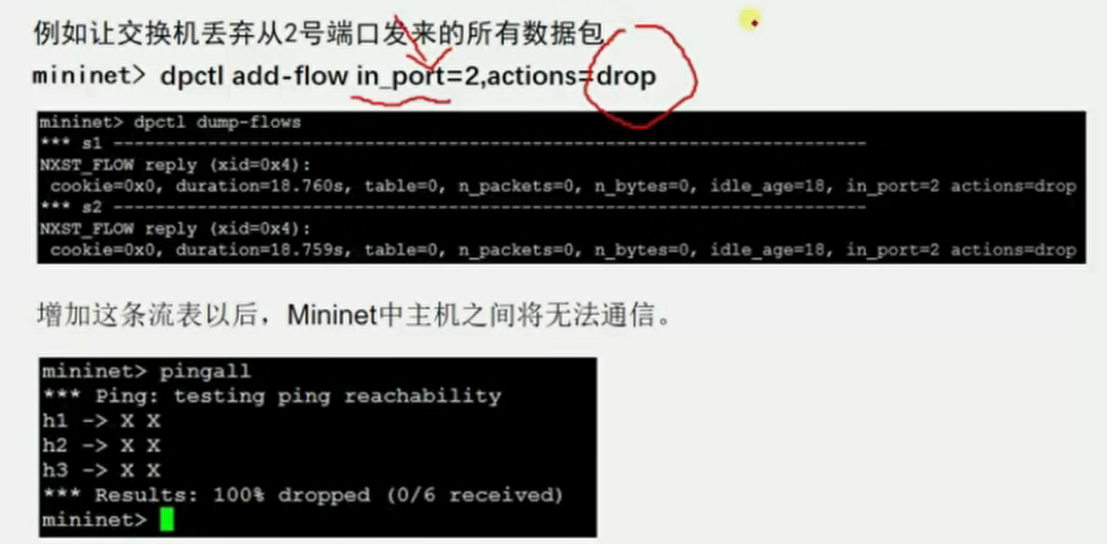 例如让交换机丢弃从2号端口发来的所有数据包
mininet> dpctl add-flow in_port=2,actions=drop
mininet> dpctl dump-flows
*** s1 ------------------------------------------------------------------------
NXST_FLOW reply (xid=0x4):
cookie=0x0, duration=18.760s, table=0, n_packets=0, n_bytes=0, idle_age=18, in_port=2 actions=drop
*** s2 ------------------------------------------------------------------------
NXST_FLOW reply (xid=0x4):
cookie=0x0, duration=18.759s, table=0, n_packets=0, n_bytes=0, idle_age=18, in_port=2 actions=drop
增加这条流表以后，Mininet中主机之间将无法通信。
mininet> pingall
*** Ping: testing ping reachability
h1 -> X X
h2 -> X X
h3 -> X X
*** Results: 100% dropped (0/6 received)
mininet>